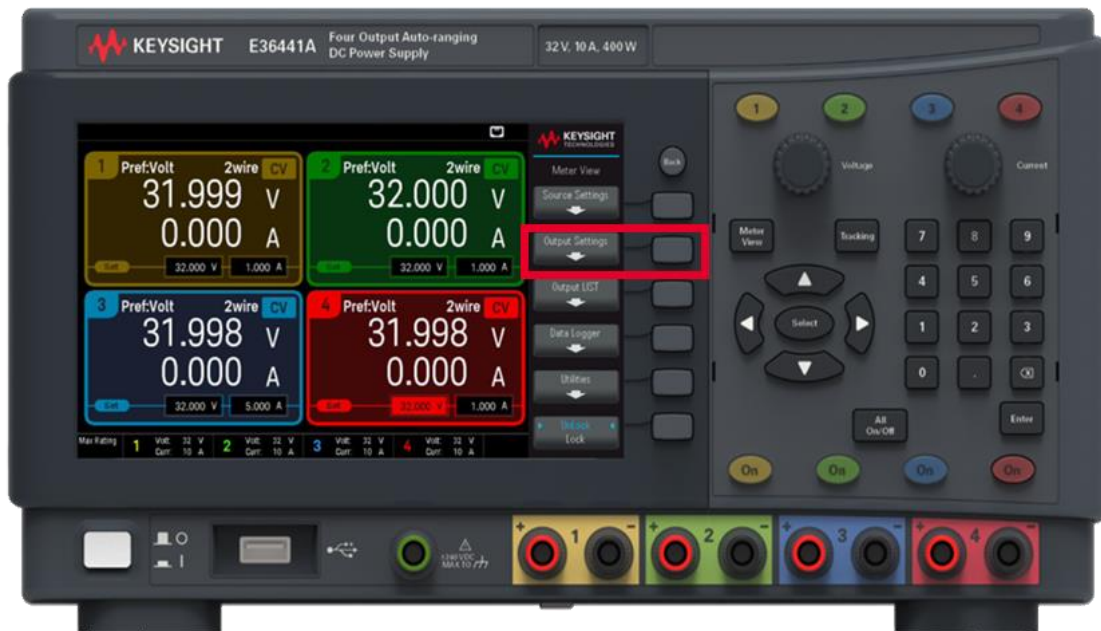 KEYSIGHT E36441A Four Output Auto-ranging
DC Power Supply
32 V, 10 A, 400 W
KEYSIGHT
TECHNOLOGIES
Meter View
Source Settings
Output Settings
Output LIST
Data Logger
Utilities
UnLock
Lock
Back
1 Pref:Volt 2wire CV
31.999 V
0.000 A
Set 32.000 V 1.000 A
2 Pref:Volt 2wire CV
32.000 V
0.000 A
Set 32.000 V 1.000 A
3 Pref:Volt 2wire CV
31.998 V
0.000 A
Set 32.000 V 5.000 A
4 Pref:Volt 2wire CV
31.998 V
0.000 A
Set 32.000 V 1.000 A
Max Rating 1 Volt: 32 V 2 Volt: 32 V 3 Volt: 32 V 4 Volt: 32 V
Curr: 10 A Curr: 10 A Curr: 10 A Curr: 10 A
1 2 3 4
Voltage Current
Meter
View
Tracking
7 8 9
4 5 6
Select
1 2 3
0 .
All
On/Off
Enter
On On On On
+ 1 - + 2 - + 3 - + 4 -
MAX TO